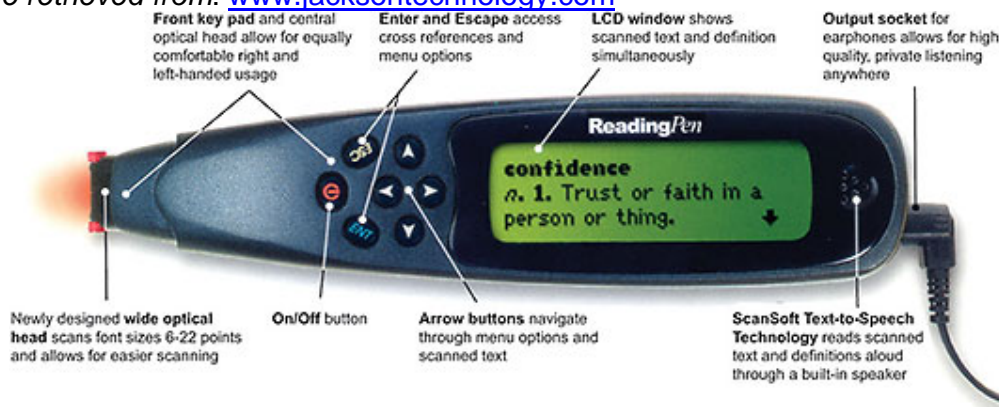 retrieved from: www.jacksontechnology.com
Front key pad and central
optical head allow for equally
comfortable right and
left-handed usage
Enter and Escape access
cross references and
menu options
LCD window shows
scanned text and definition
simultaneously
Output socket for
earphones allows for high
quality, private listening
anywhere
ReadingPen
confidence
n. 1. Trust or faith in a
person or thing.
ESC
ENT
Newly designed wide optical
head scans font sizes 6-22 points
and allows for easier scanning
On/Off button
Arrow buttons navigate
through menu options and
scanned text
ScanSoft Text-to-Speech
Technology reads scanned
text and definitions aloud
through a built-in speaker